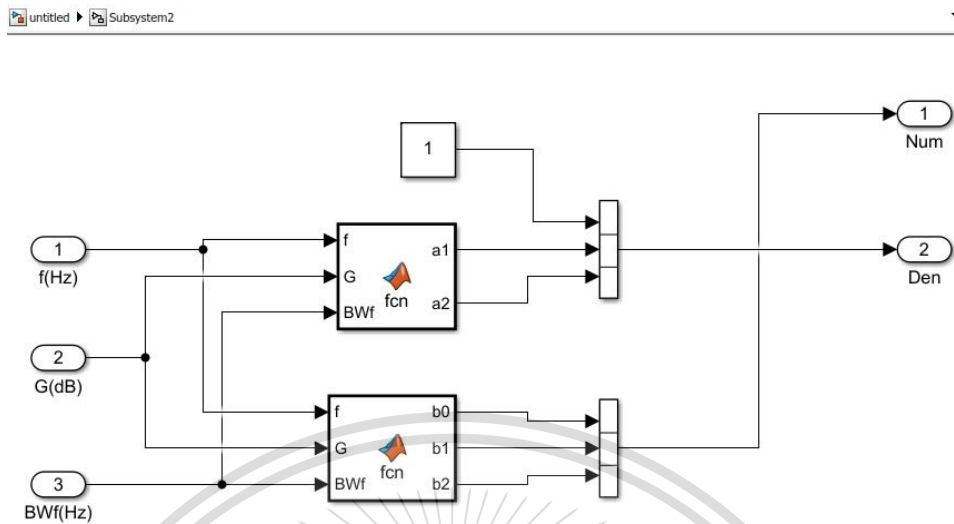 untitled Subsystem2
1
Num
1
f(Hz)
f
G
BWf
fcn
a1
a2
2
Den
2
G(dB)
f
G
BWf
fcn
b0
b1
b2
3
BWf(Hz)